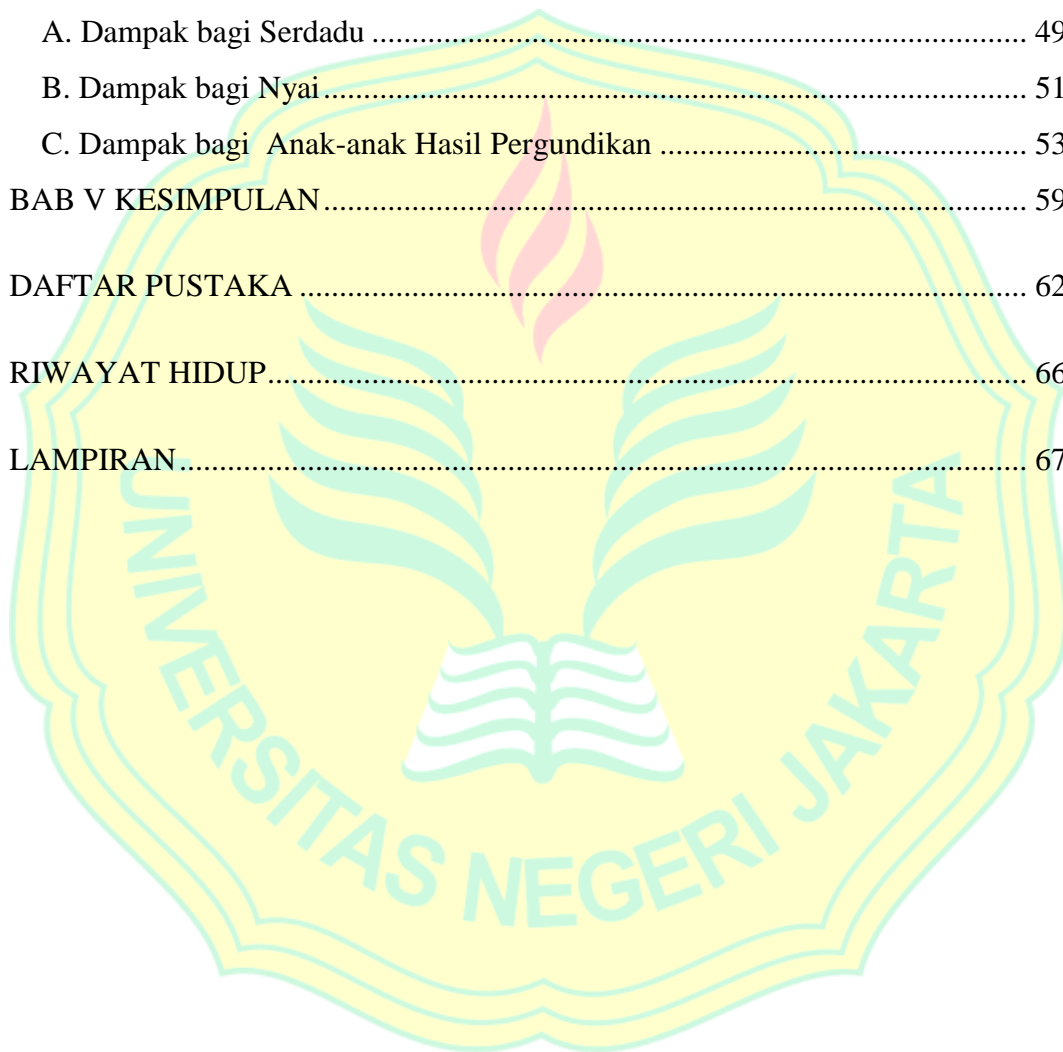 A. Dampak bagi Serdadu .................................................................................... 49
B. Dampak bagi Nyai .......................................................................................... 51
C. Dampak bagi  Anak-anak Hasil Pergundikan ............................................... 53
BAB V KESIMPULAN .......................................................................................... 59
DAFTAR PUSTAKA ............................................................................................. 62
RIWAYAT HIDUP ................................................................................................. 66
LAMPIRAN ............................................................................................................ 67
UNIVERSITAS NEGERI JAKARTA